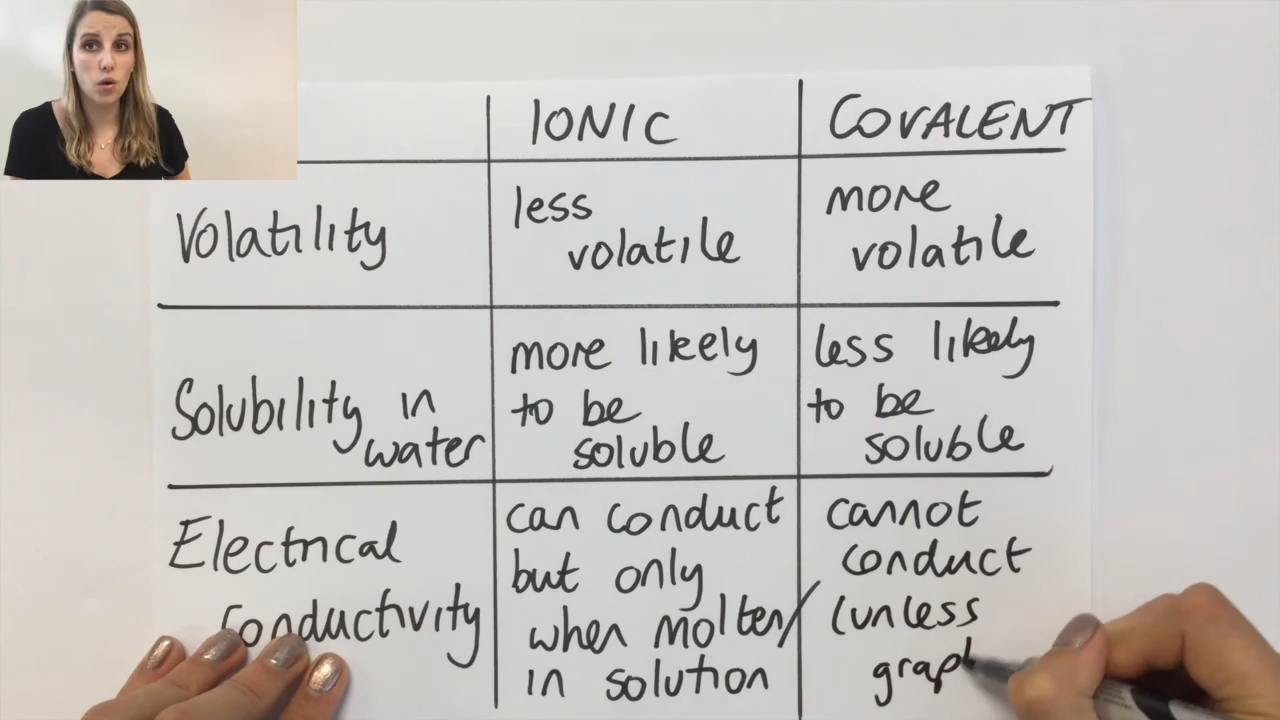 IONIC
COVALENT
Volatility
less
volatile
more
volatile
Solubility in
water
more likely
to be
soluble
less likely
to be
soluble
Electrical
Conductivity
can conduct
but only
when molten/
in solution
cannot
conduct
(unless
graph